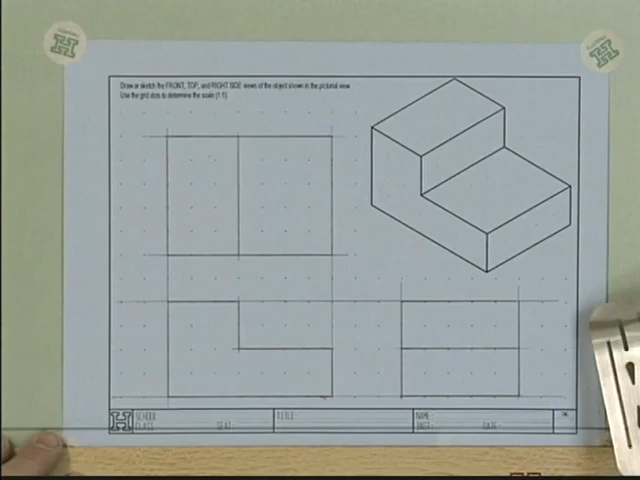 Draw or sketch the FRONT, TOP, and RIGHT SIDE views of the object shown in the pictorial view.
Use the grid dots to determine the scale (1:1)
H
H
H SCHOOL TITLE: NAME:
CLASS SEAT: INST: DATE: